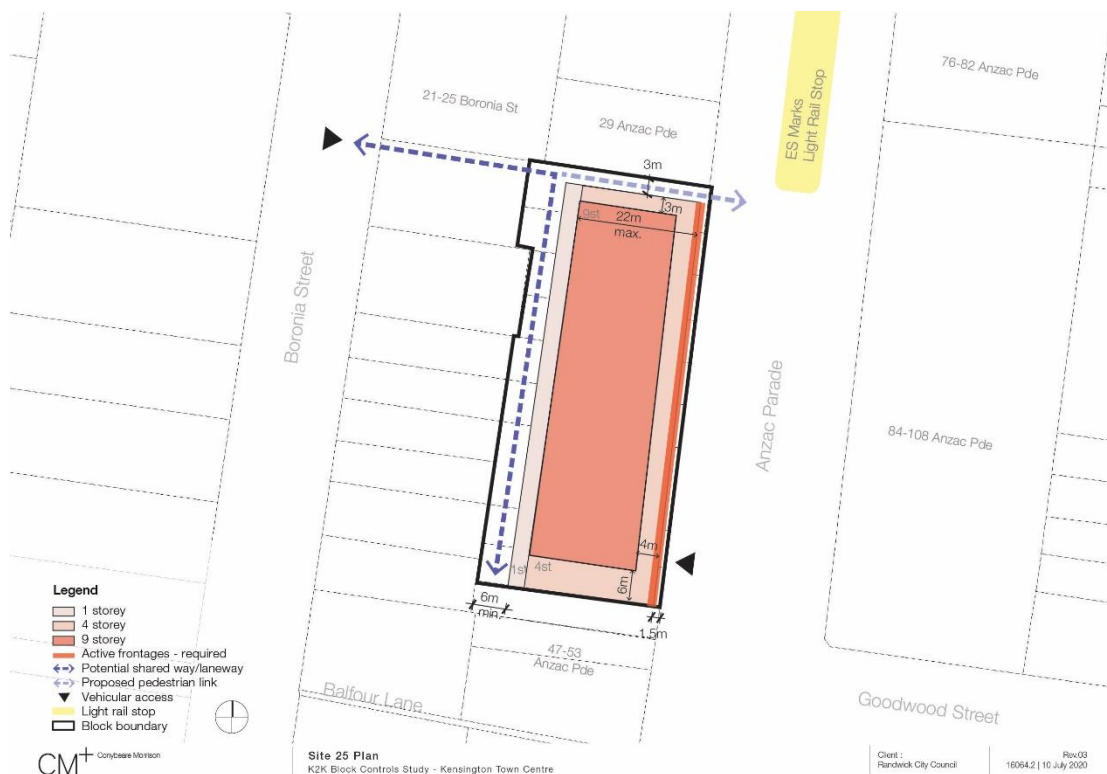 76-82 Anzac Pde
21-25 Boronia St
29 Anzac Pde
ES Marks
Light Rail Stop
3m
3m
9st
22m
max.
Boronia Street
Anzac Parade
84-108 Anzac Pde
4m
1st
4st
6m
6m
min.
1.5m
47-53
Anzac Pde
Balfour Lane
Goodwood Street
Legend
1 storey
4 storey
9 storey
Active frontages - required
Potential shared way/laneway
Proposed pedestrian link
Vehicular access
Light rail stop
Block boundary
CM+ Conybeare Morrison
Site 25 Plan
K2K Block Controls Study - Kensington Town Centre
Client :
Randwick City Council
Rev.03
16064.2 | 10 July 2020